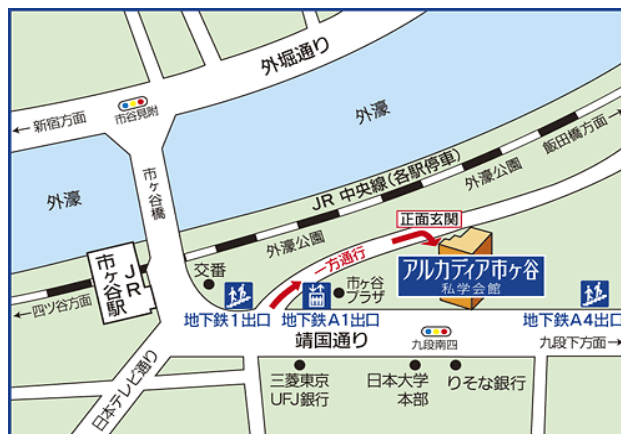 外堀通り
←新宿方面
市谷見附
外濠
飯田橋方面→
外濠
市ヶ谷橋
JR 中央線(各駅停車)
外濠公園
正面玄関
外濠公園
JR
市ヶ谷駅
交番
一方通行
市ヶ谷
プラザ
アルカディア市ヶ谷
私学会館
←四ツ谷方面
地下鉄1出口
地下鉄A1出口
地下鉄A4出口
靖国通り
九段南四
九段下方面→
日本テレビ通り
三菱東京
UFJ銀行
日本大学
本部
りそな銀行